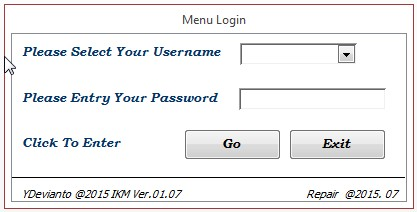 Menu Login
Please Select Your Username
Please Entry Your Password
Click To Enter Go Exit
YDevianto @2015 IKM Ver.01.07 Repair @2015. 07